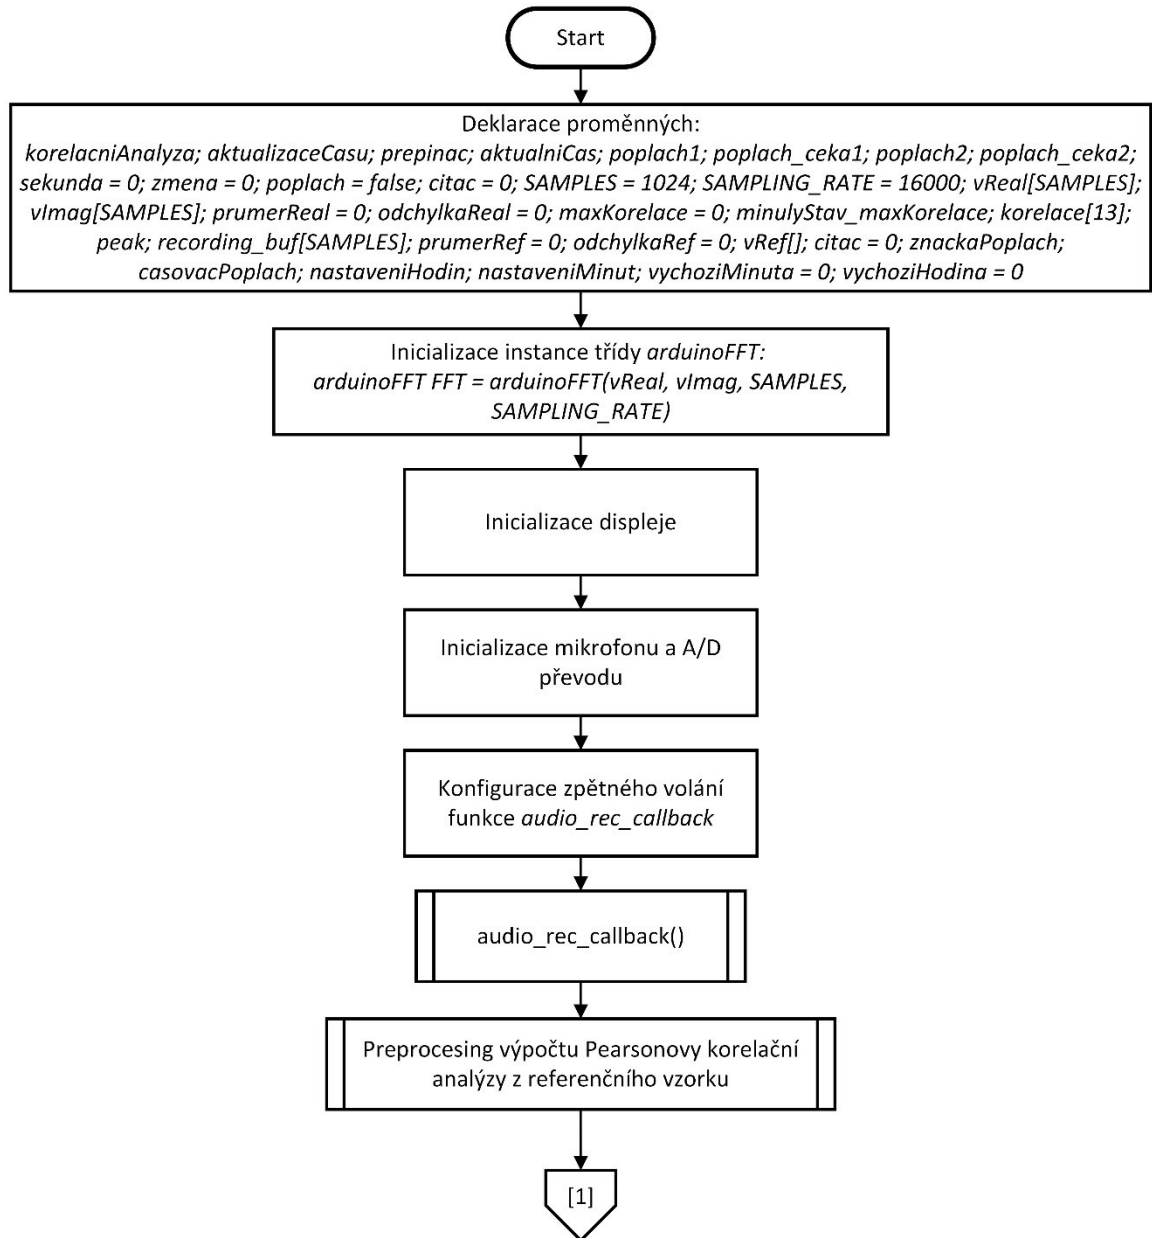 Start
Deklarace proměnných:
korelacniAnalyza; aktualizaceCasu; prepinac; aktualniCas; poplach1; poplach_ceka1; poplach2; poplach_ceka2;
sekunda = 0; zmena = 0; poplach = false; citac = 0; SAMPLES = 1024; SAMPLING_RATE = 16000; vReal[SAMPLES];
vImag[SAMPLES]; prumerReal = 0; odchylkaReal = 0; maxKorelace = 0; minulyStav_maxKorelace; korelace[13];
peak; recording_buf[SAMPLES]; prumerRef = 0; odchylkaRef = 0; vRef[]; citac = 0; znackaPoplach;
casovacPoplach; nastaveniHodin; nastaveniMinut; vychoziMinuta = 0; vychoziHodina = 0
Inicializace instance třídy arduinoFFT:
arduinoFFT FFT = arduinoFFT(vReal, vImag, SAMPLES,
SAMPLING_RATE)
Inicializace displeje
Inicializace mikrofonu a A/D
převodu
Konfigurace zpětného volání
funkce audio_rec_callback
audio_rec_callback()
Preprocesing výpočtu Pearsonovy korelační
analýzy z referenčního vzorku
[1]